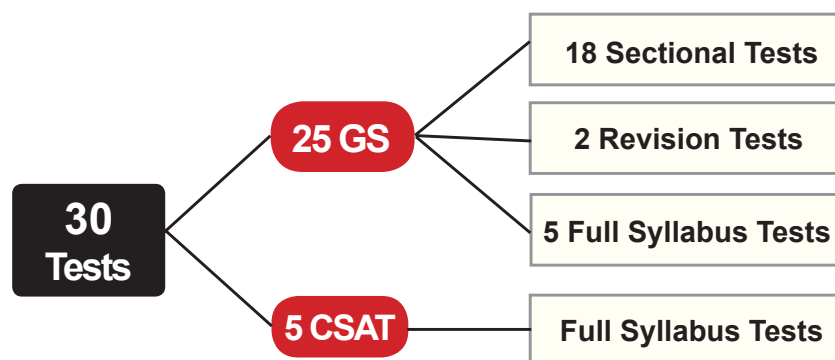 30
Tests
25 GS
18 Sectional Tests
2 Revision Tests
5 Full Syllabus Tests
5 CSAT
Full Syllabus Tests